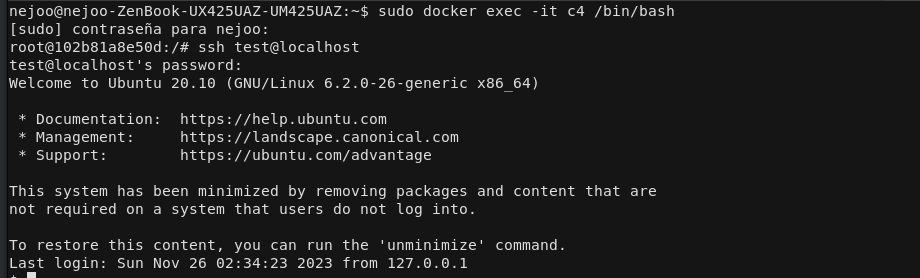 nejoo@nejoo-ZenBook-UX425UAZ-UM425UAZ:~$ sudo docker exec -it c4 /bin/bash
[sudo] contraseña para nejoo:
root@102b81a8e50d:/# ssh test@localhost
test@localhost's password:
Welcome to Ubuntu 20.10 (GNU/Linux 6.2.0-26-generic x86_64)

 * Documentation:  https://help.ubuntu.com
 * Management:     https://landscape.canonical.com
 * Support:        https://ubuntu.com/advantage

This system has been minimized by removing packages and content that are
not required on a system that users do not log into.

To restore this content, you can run the 'unminimize' command.
Last login: Sun Nov 26 02:34:23 2023 from 127.0.0.1